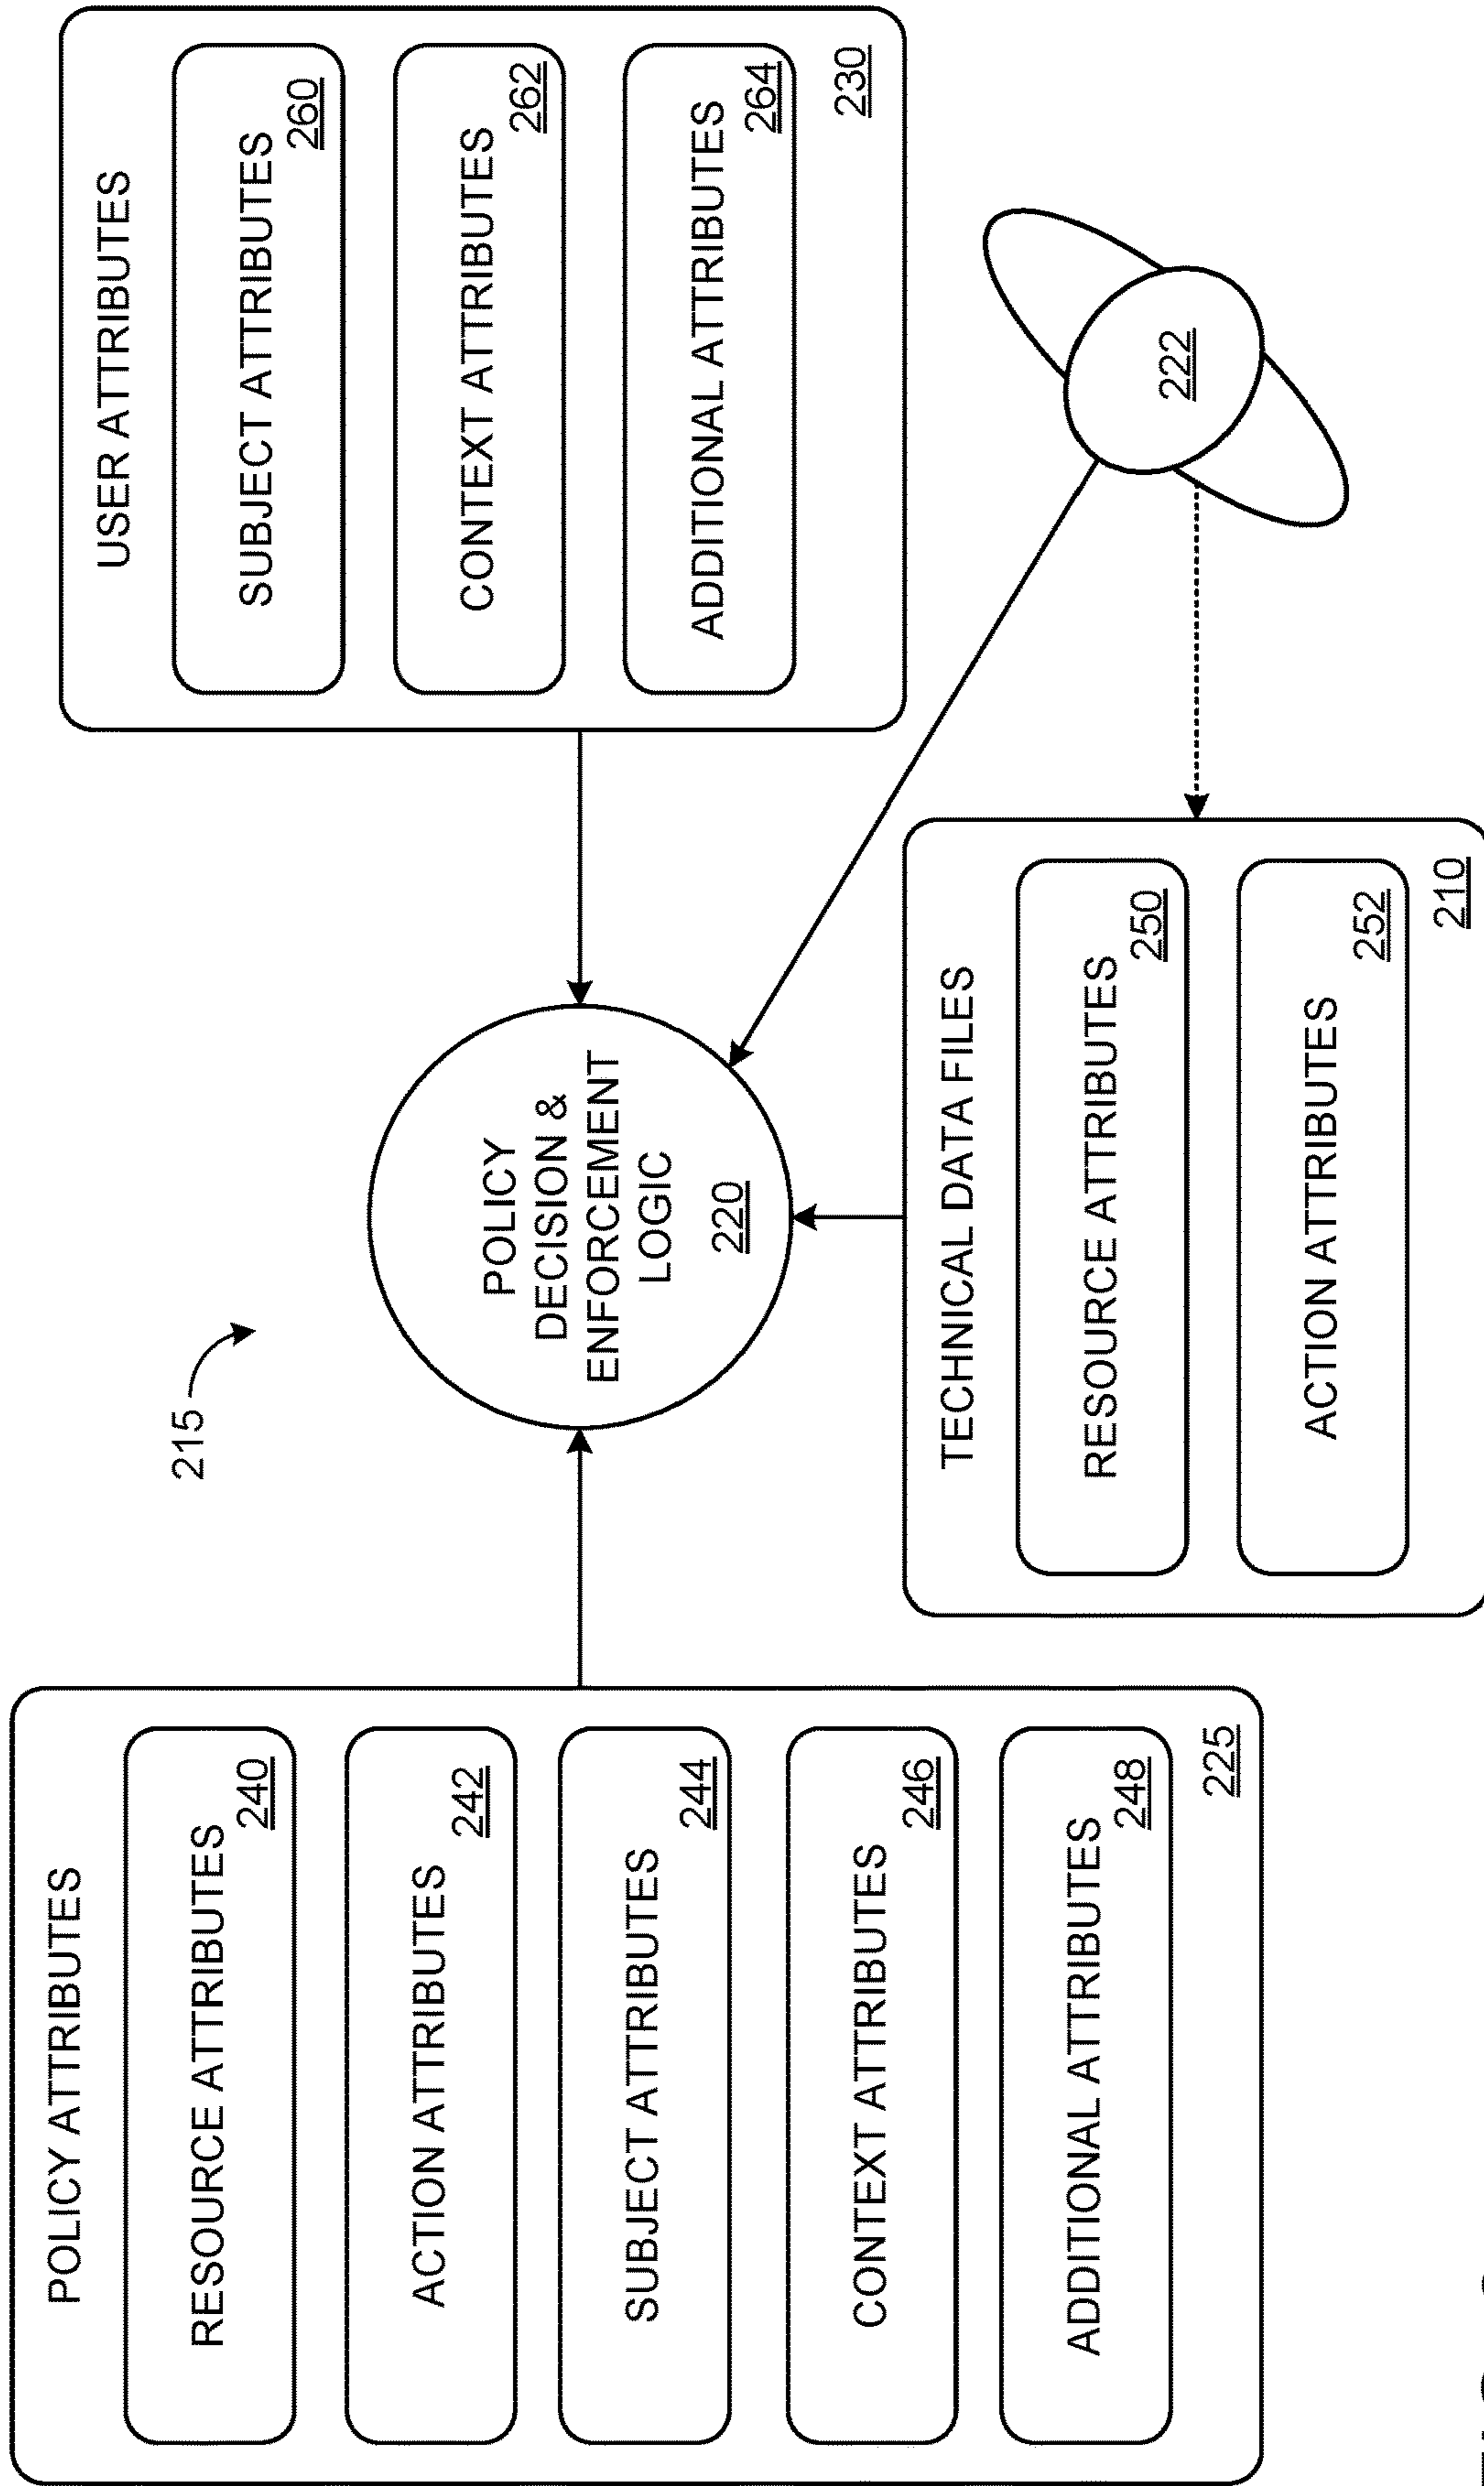 215
POLICY ATTRIBUTES
RESOURCE ATTRIBUTES
240
ACTION ATTRIBUTES
242
SUBJECT ATTRIBUTES
244
CONTEXT ATTRIBUTES
246
ADDITIONAL ATTRIBUTES
248
225
POLICY
DECISION &
ENFORCEMENT
LOGIC
220
USER ATTRIBUTES
SUBJECT ATTRIBUTES
260
CONTEXT ATTRIBUTES
262
ADDITIONAL ATTRIBUTES
264
230
TECHNICAL DATA FILES
RESOURCE ATTRIBUTES
250
ACTION ATTRIBUTES
252
210
222